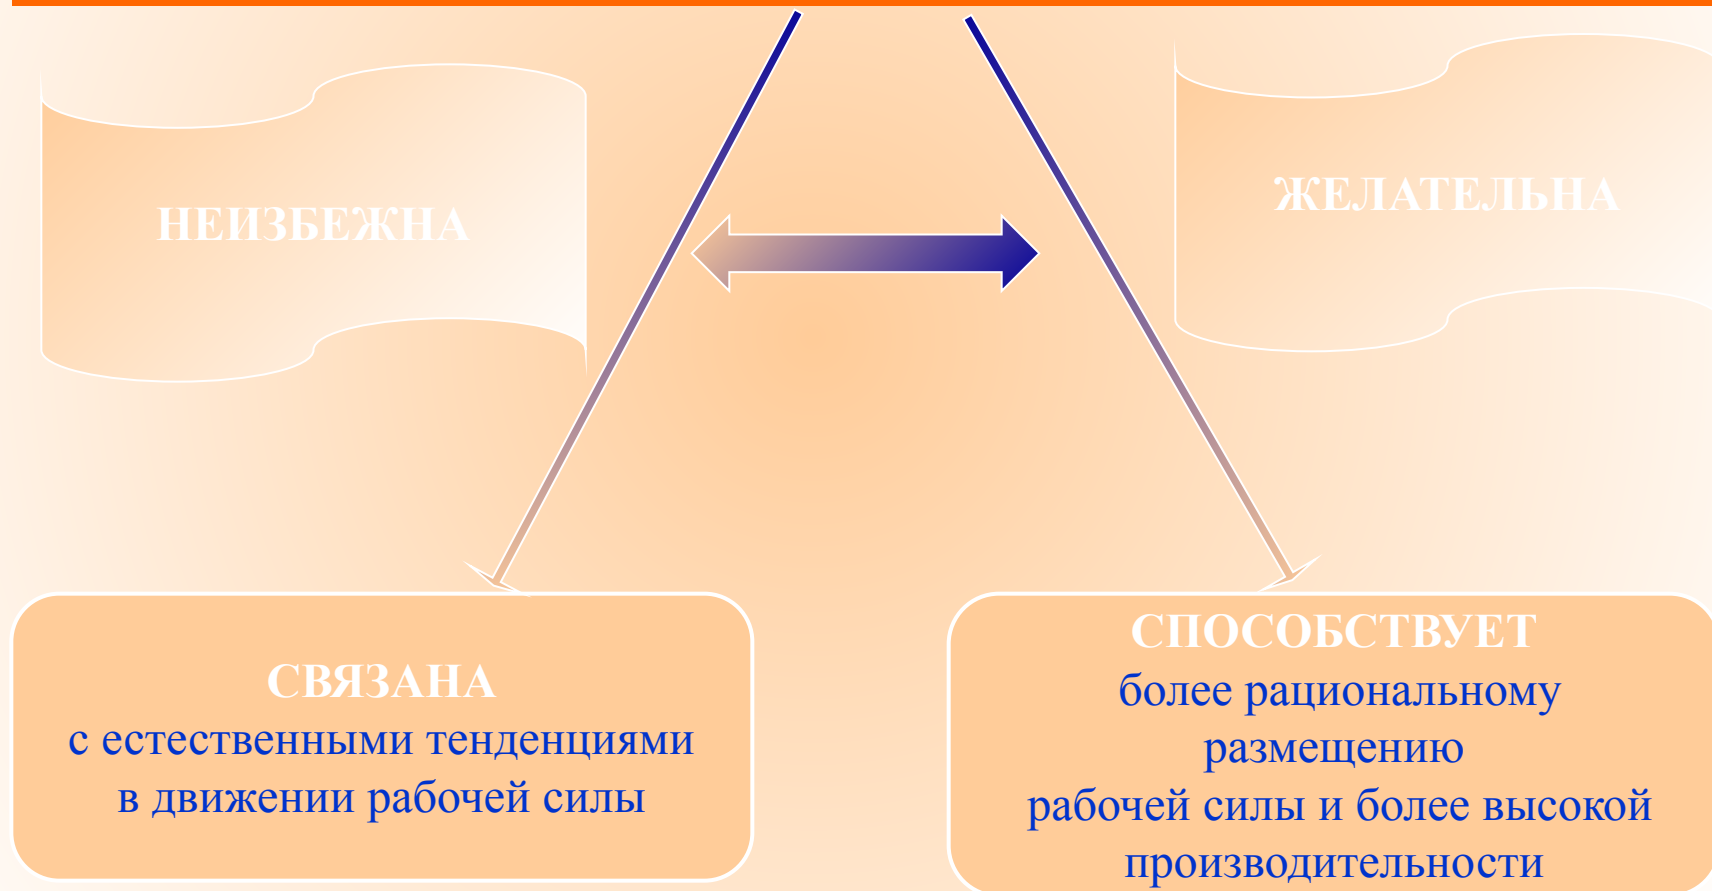 НЕИЗБЕЖНА
ЖЕЛАТЕЛЬНА
СВЯЗАНА
с естественными тенденциями
в движении рабочей силы
СПОСОБСТВУЕТ
более рациональному
размещению
рабочей силы и более высокой
производительности